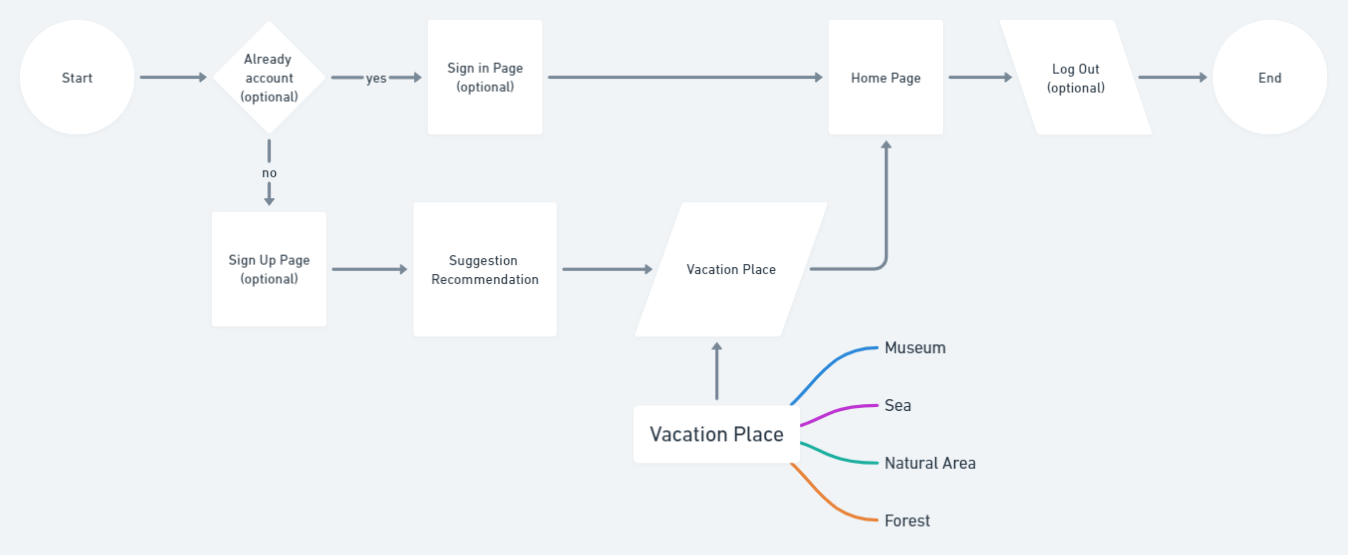 Start
Already
account
(optional)
yes
Sign in Page
(optional)
Home Page
Log Out
(optional)
End
no
Sign Up Page
(optional)
Suggestion
Recommendation
Vacation Place
Museum
Sea
Vacation Place
Natural Area
Forest